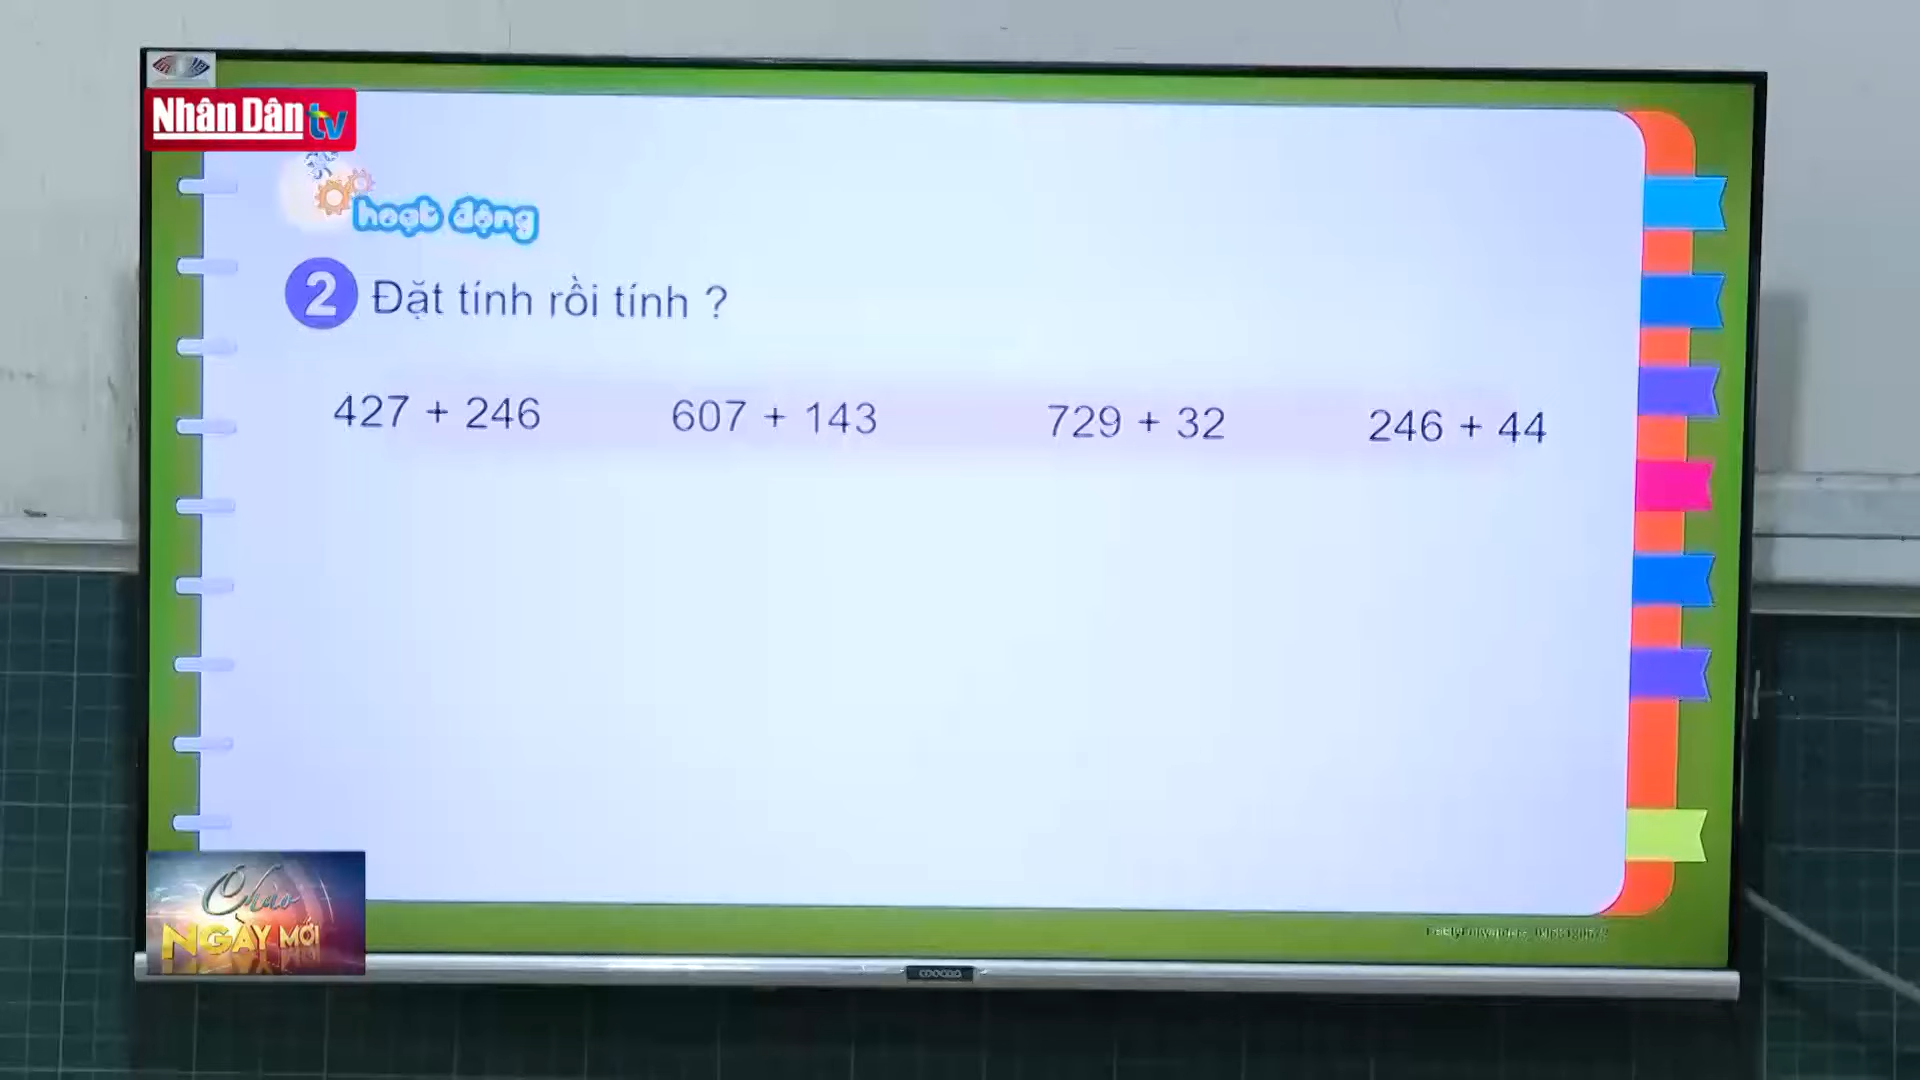 Nhân Dân tv
hoạt động
2 Đặt tính rồi tính ?
427 + 246 607 + 143 729 + 32 246 + 44
Chào
NGÀY MỚI
coocaa